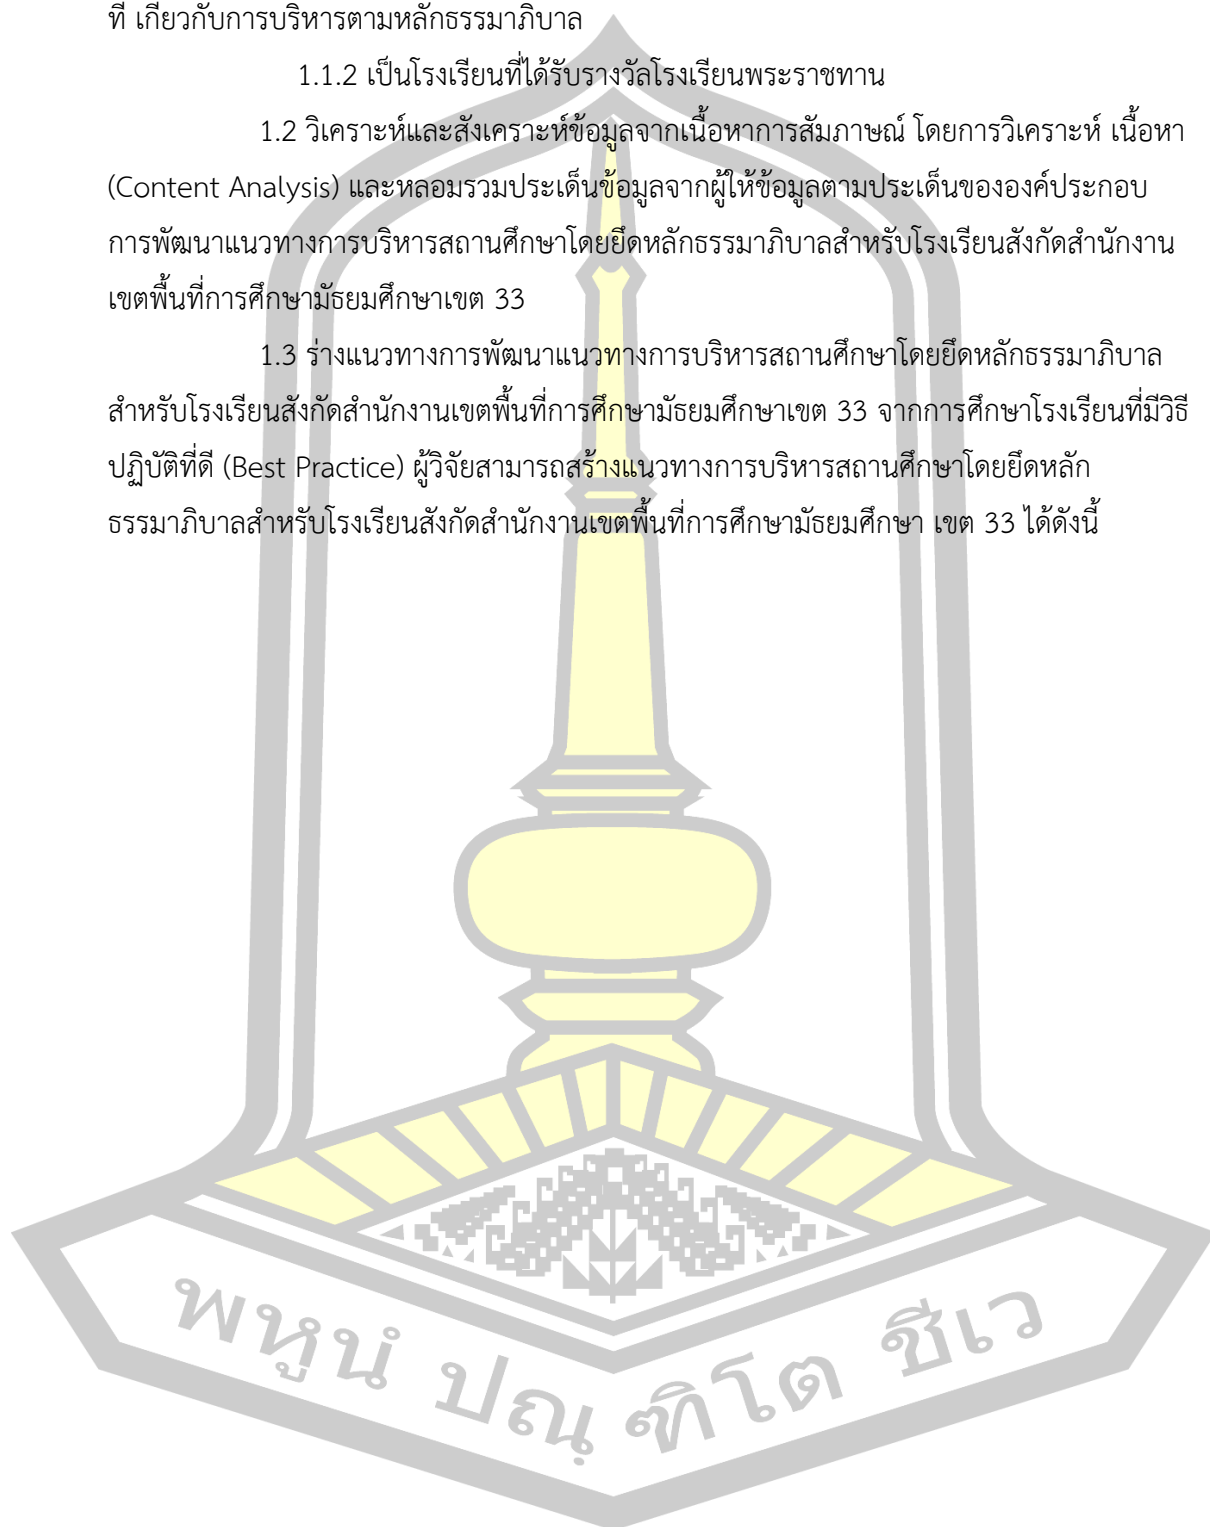 ที่ เกี่ยวกับการบริหารตามหลักธรรมาภิบาล
1.1.2 เป็นโรงเรียนที่ได้รับรางวัลโรงเรียนพระราชทาน
1.2 วิเคราะห์และสังเคราะห์ข้อมูลจากเนื้อหาการสัมภาษณ์ โดยการวิเคราะห์ เนื้อหา
(Content Analysis) และหลอมรวมประเด็นข้อมูลจากผู้ให้ข้อมูลตามประเด็นขององค์ประกอบ
การพัฒนาแนวทางการบริหารสถานศึกษาโดยยึดหลักธรรมาภิบาลสำหรับโรงเรียนสังกัดสำนักงาน
เขตพื้นที่การศึกษามัธยมศึกษาเขต 33
1.3 ร่างแนวทางการพัฒนาแนวทางการบริหารสถานศึกษาโดยยึดหลักธรรมาภิบาล
สำหรับโรงเรียนสังกัดสำนักงานเขตพื้นที่การศึกษามัธยมศึกษาเขต 33 จากการศึกษาโรงเรียนที่มีวิธี
ปฏิบัติที่ดี (Best Practice) ผู้วิจัยสามารถสร้างแนวทางการบริหารสถานศึกษาโดยยึดหลัก
ธรรมาภิบาลสำหรับโรงเรียนสังกัดสำนักงานเขตพื้นที่การศึกษามัธยมศึกษา เขต 33 ได้ดังนี้
พหูนํ ปณฺฑิโต ชีเว